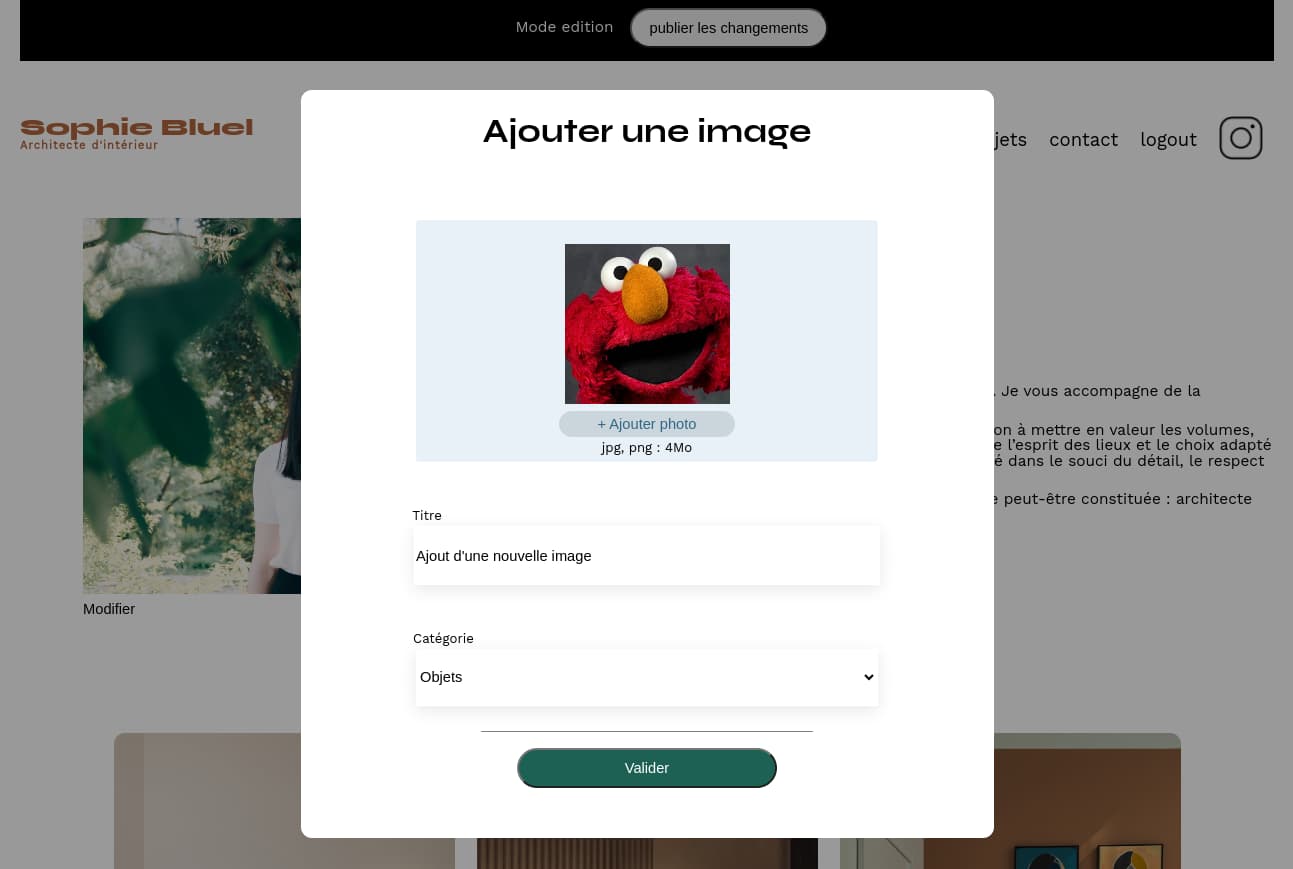 Mode edition
publier les changements
Sophie Bluel
Architecte d'intérieur
jets
contact
logout
Ajouter une image
+ Ajouter photo
jpg, png : 4Mo
Titre
Ajout d'une nouvelle image
Catégorie
Objets
Valider
Modifier
. Je vous accompagne de la
on à mettre en valeur les volumes,
e l’esprit des lieux et le choix adapté
é dans le souci du détail, le respect
e peut-être constituée : architecte